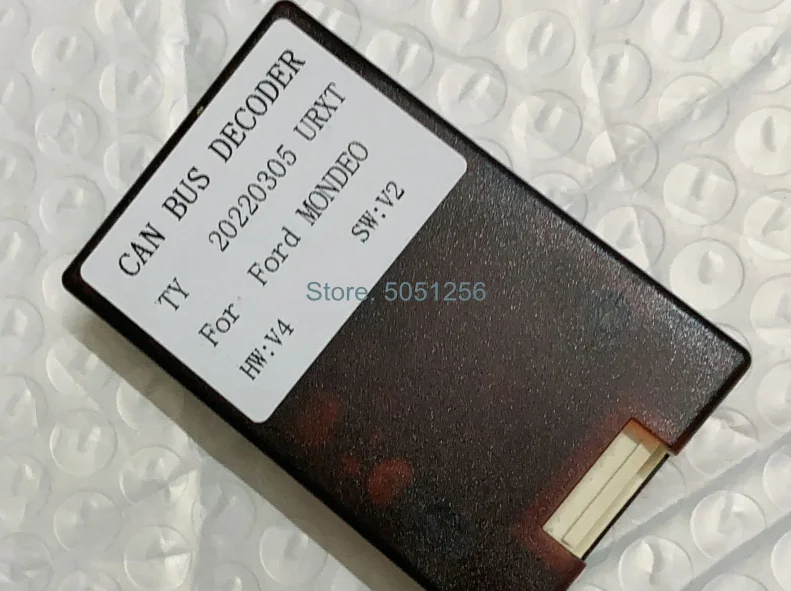 CAN BUS DECODER
TY 20220305 URXT
For Ford MONDEO
HW:V4 SW:V2
Store. 5051256